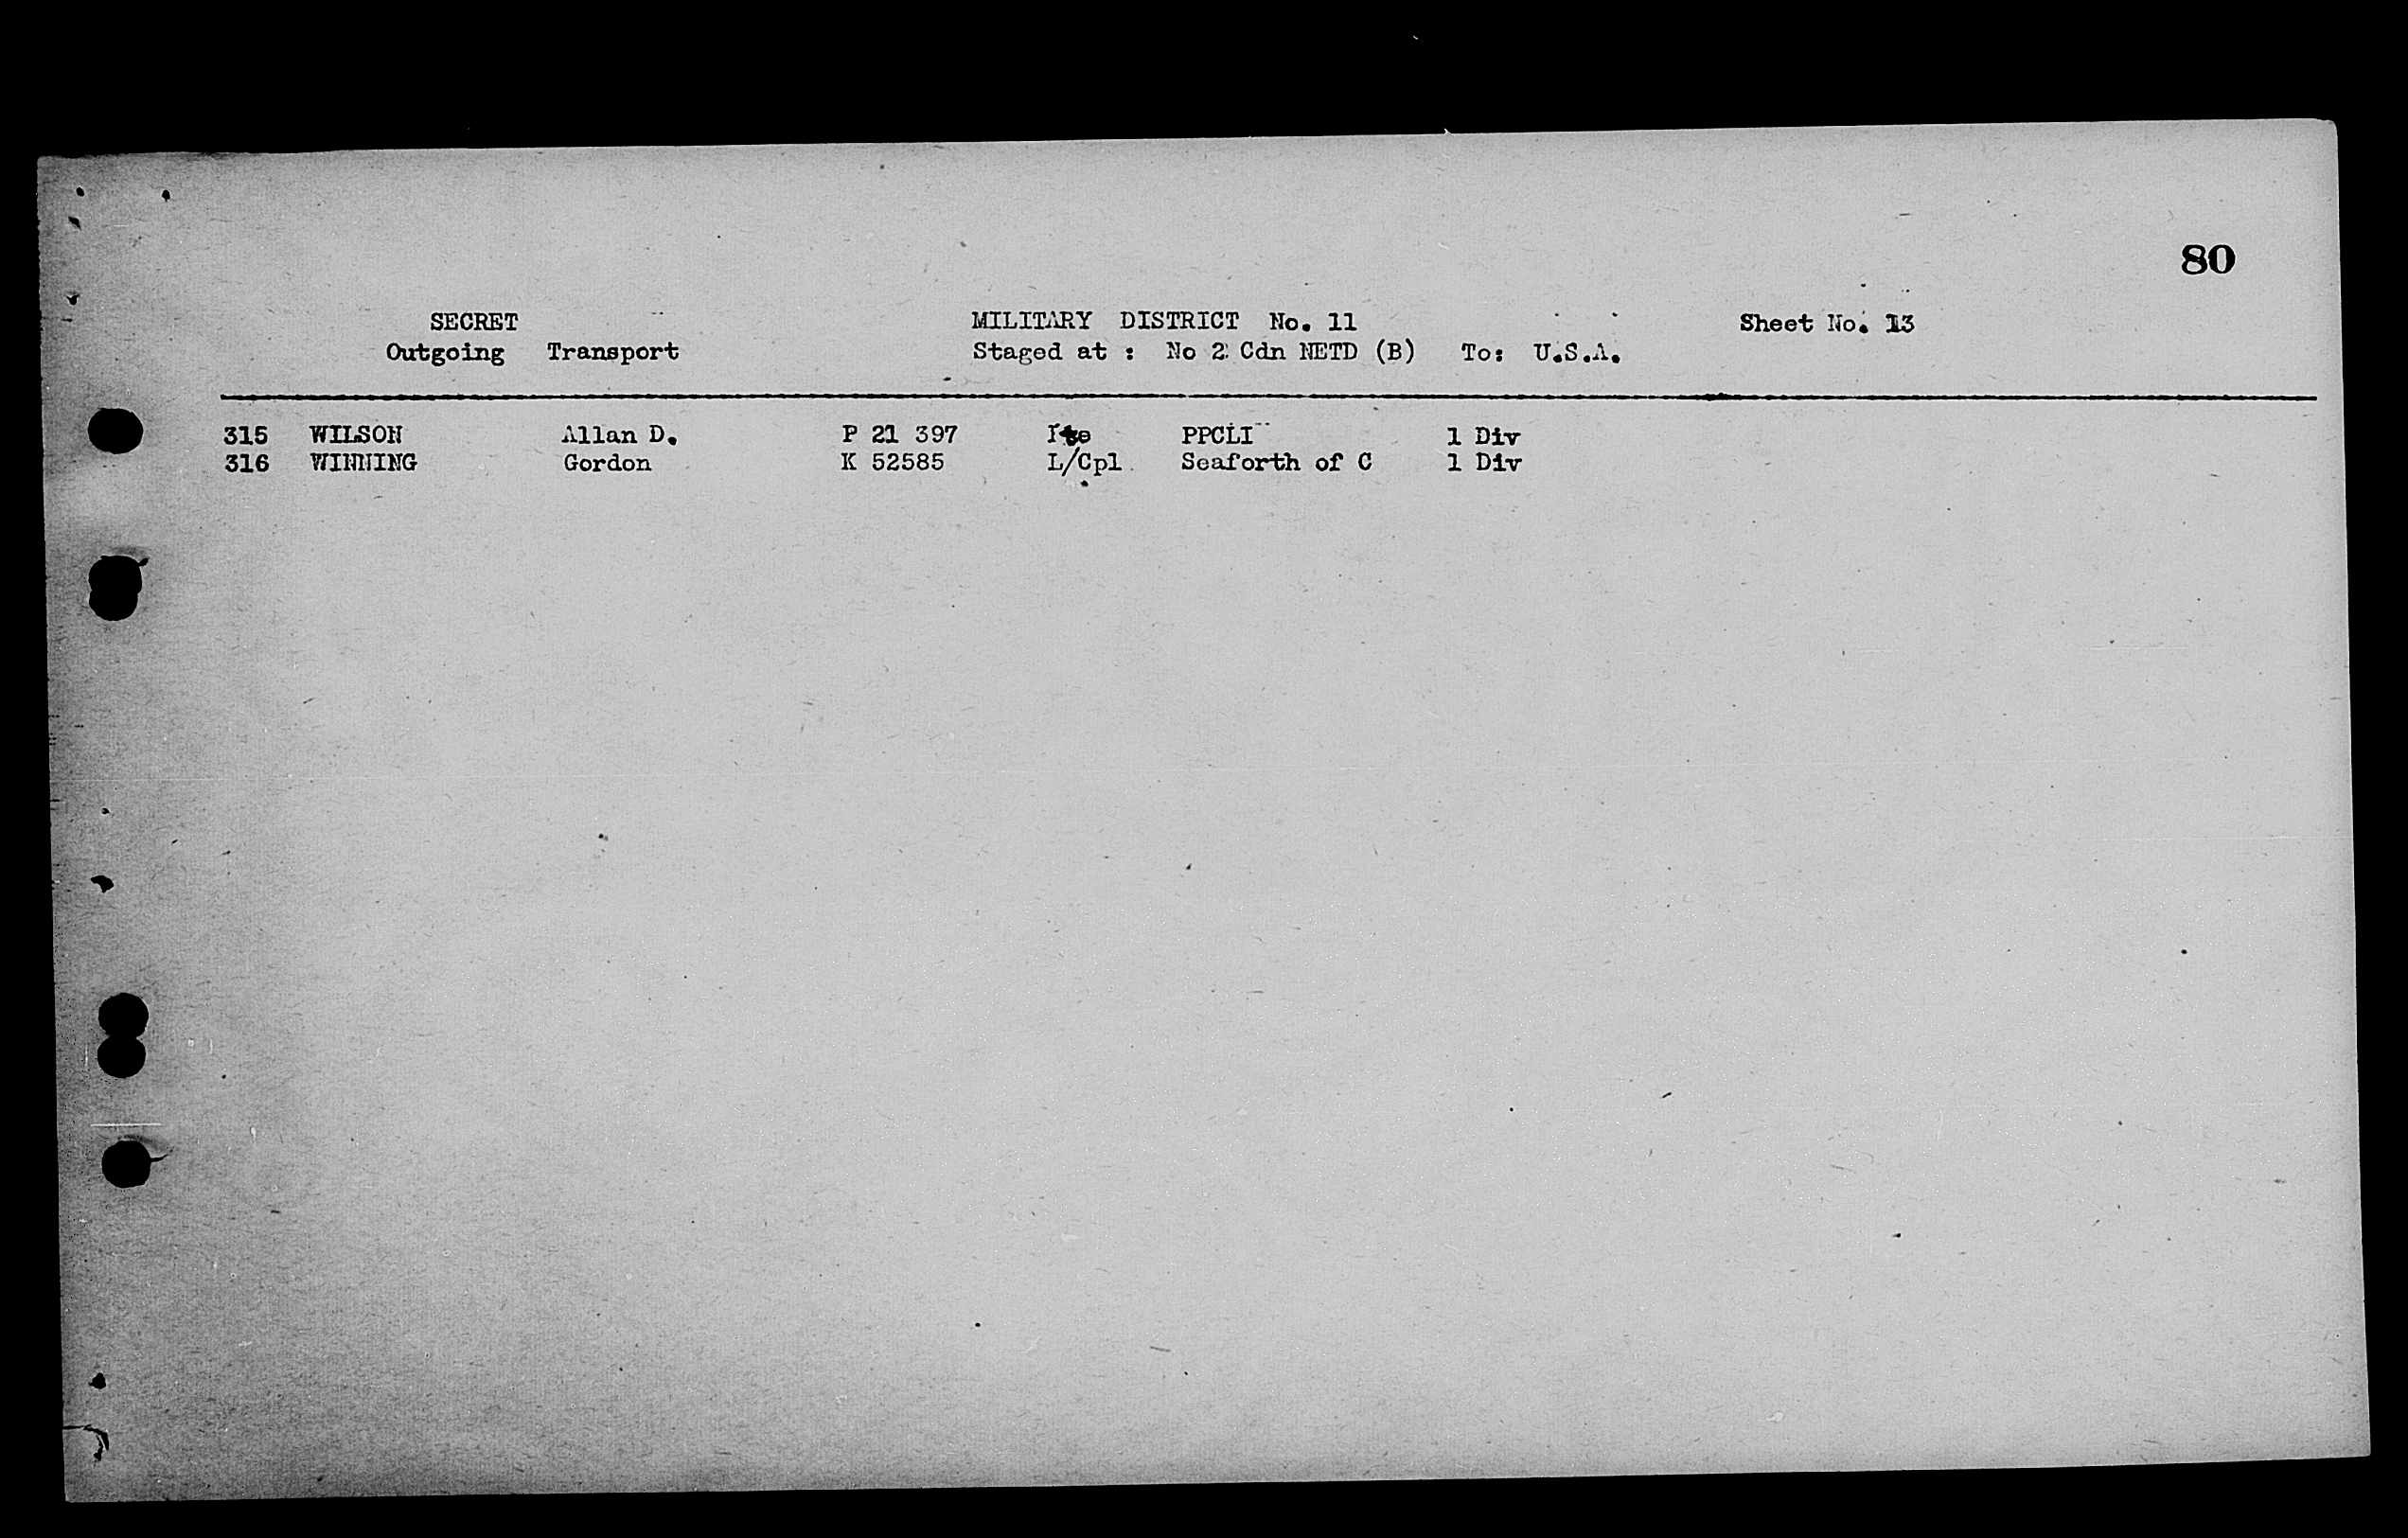 80
SECRET MILITARY DISTRICT No. 11 Sheet No. 13
Outgoing Transport Staged at : No 2 Cdn NETD (B) To: U.S.A.
315 WILSON Allan D. P 21 397 Pte PPCLI 1 Div
316 WINNING Gordon K 52585 L/Cpl Seaforth of C 1 Div